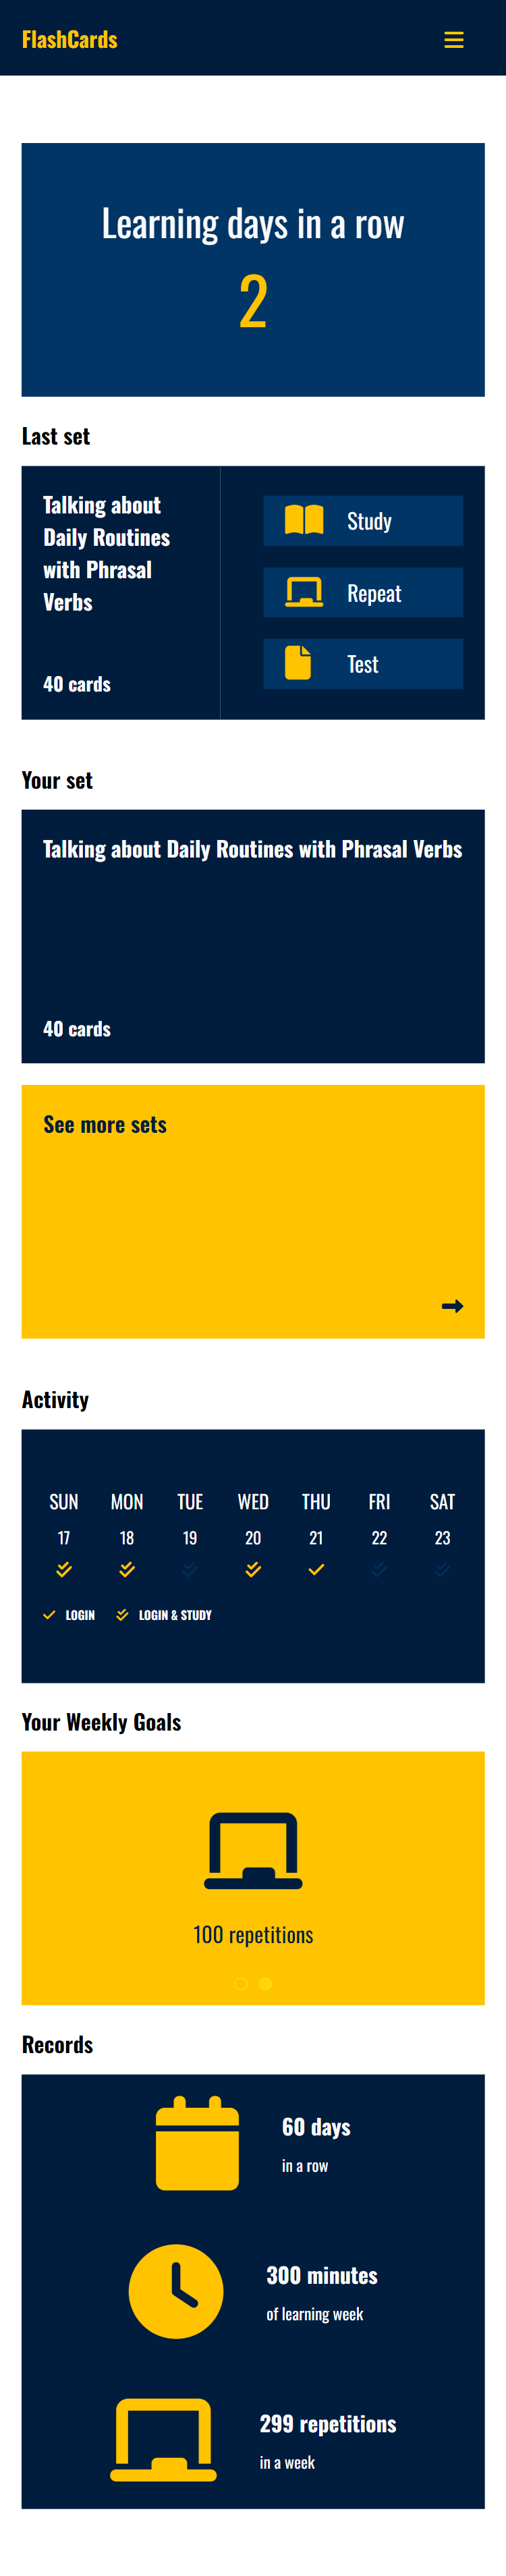 FlashCards
Learning days in a row
2
Last set
Talking about
Daily Routines
with Phrasal
Verbs
40 cards
Study
Repeat
Test
Your set
Talking about Daily Routines with Phrasal Verbs
40 cards
See more sets
Activity
SUN MON TUE WED THU FRI SAT
17 18 19 20 21 22 23
LOGIN LOGIN & STUDY
Your Weekly Goals
100 repetitions
Records
60 days
in a row
300 minutes
of learning week
299 repetitions
in a week